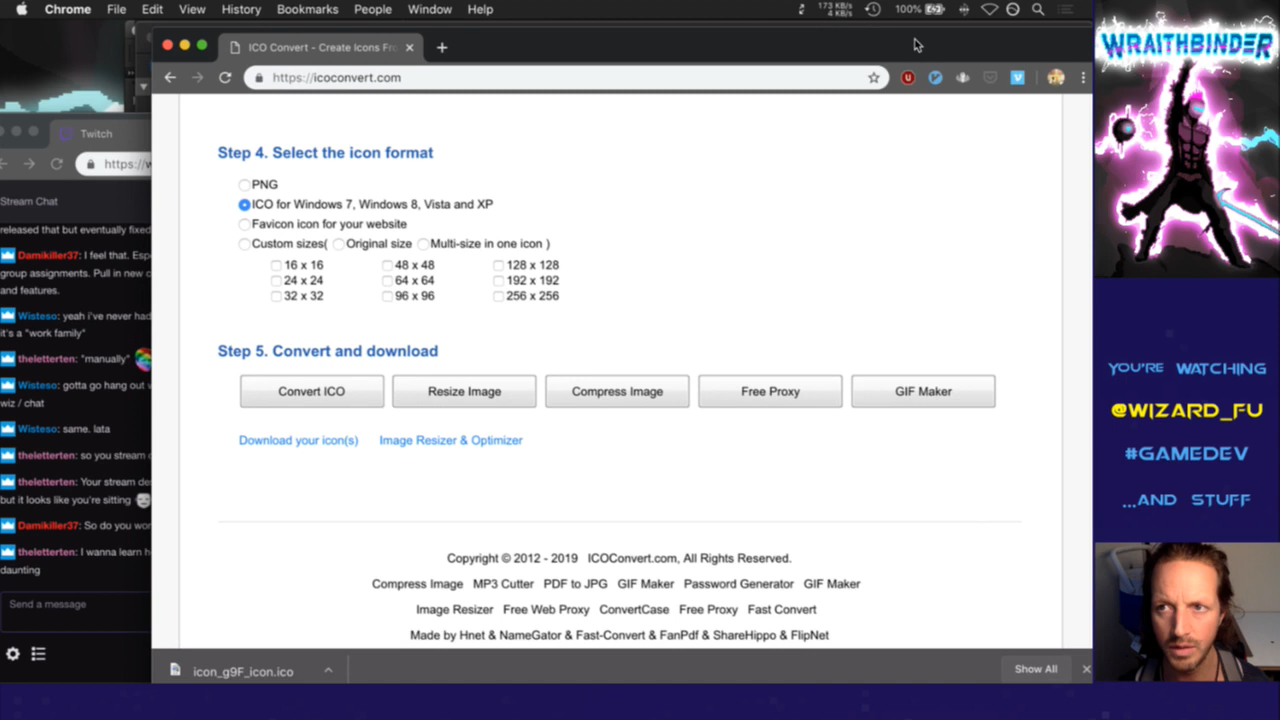 Chrome File Edit View History Bookmarks People Window Help
173 KB/s
4 KB/s
100%
ICO Convert - Create Icons Fro
https://icoconvert.com
Twitch
https://w
Stream Chat
released that but eventually fixed
Damikiller37: I feel that. Esp
group assignments. Pull in new
and features.
Wisteso: yeah i've never had
it's a "work family"
theletterten: "manually"
Wisteso: gotta go hang out
wiz / chat
Wisteso: same. lata
theletterten: so you stream
theletterten: Your stream de
but it looks like you're sitting
Damikiller37: So do you wor
theletterten: I wanna learn h
daunting
Send a message
Step 4. Select the icon format
PNG
ICO for Windows 7, Windows 8, Vista and XP
Favicon icon for your website
Custom sizes( Original size Multi-size in one icon )
16 x 16 48 x 48 128 x 128
24 x 24 64 x 64 192 x 192
32 x 32 96 x 96 256 x 256
Step 5. Convert and download
Convert ICO Resize Image Compress Image Free Proxy GIF Maker
Download your icon(s) Image Resizer & Optimizer
Copyright © 2012 - 2019 ICOConvert.com, All Rights Reserved.
Compress Image MP3 Cutter PDF to JPG GIF Maker Password Generator GIF Maker
Image Resizer Free Web Proxy ConvertCase Free Proxy Fast Convert
Made by Hnet & NameGator & Fast-Convert & FanPdf & ShareHippo & FlipNet
icon_g9F_icon.ico
Show All
WRAITHBINDER
YOU'RE WATCHING
@WIZARD_FU
#GAMEDEV
...AND STUFF